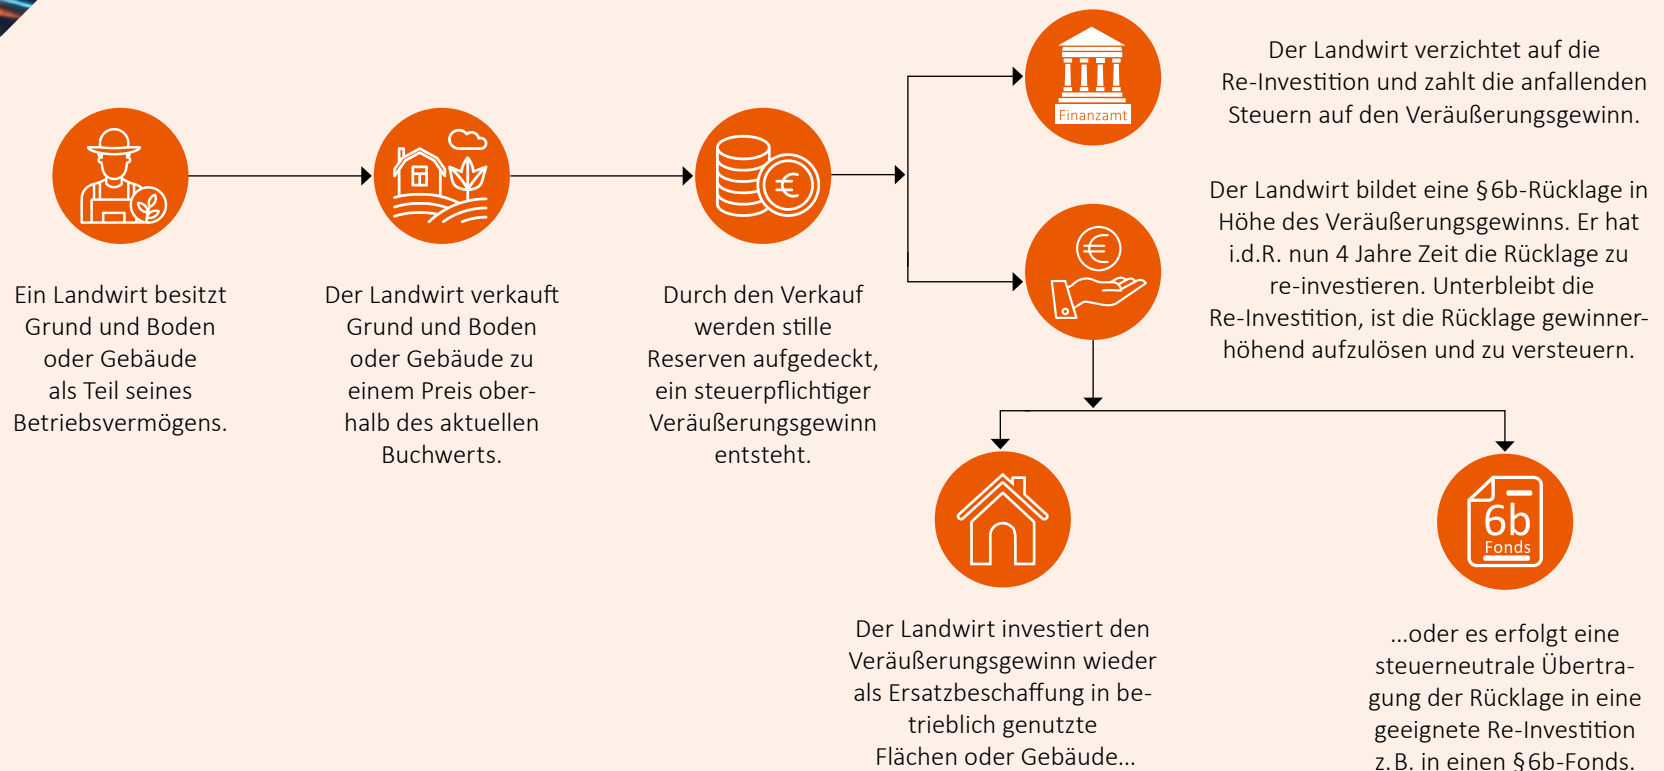 Ein Landwirt besitzt
Grund und Boden
oder Gebäude
als Teil seines
Betriebsvermögens.
Der Landwirt verkauft
Grund und Boden
oder Gebäude zu
einem Preis ober-
halb des aktuellen
Buchwerts.
Durch den Verkauf
werden stille
Reserven aufgedeckt,
ein steuerpflichtiger
Veräußerungsgewinn
entsteht.
Finanzamt
Der Landwirt verzichtet auf die
Re-Investition und zahlt die anfallenden
Steuern auf den Veräußerungsgewinn.
Der Landwirt bildet eine §6b-Rücklage in
Höhe des Veräußerungsgewinns. Er hat
i.d.R. nun 4 Jahre Zeit die Rücklage zu
re-investieren. Unterbleibt die
Re-Investition, ist die Rücklage gewinner-
höhend aufzulösen und zu versteuern.
Der Landwirt investiert den
Veräußerungsgewinn wieder
als Ersatzbeschaffung in be-
trieblich genutzte
Flächen oder Gebäude...
6b
Fonds
...oder es erfolgt eine
steuerneutrale Übertra-
gung der Rücklage in eine
geeignete Re-Investition
z.B. in einen §6b-Fonds.